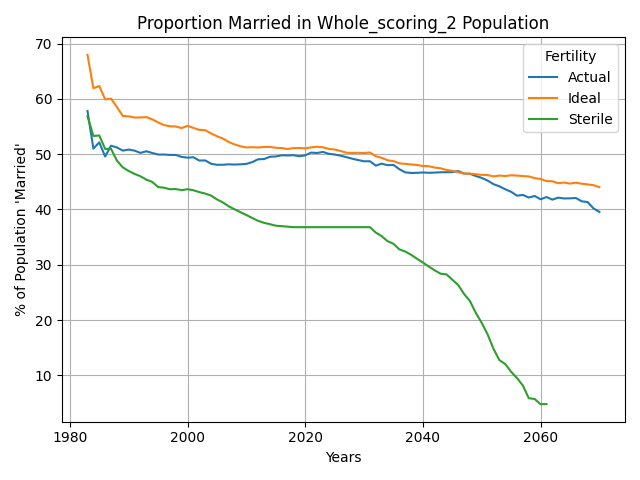 Proportion Married in Whole_scoring_2 Population
% of Population 'Married'
70
60
50
40
30
20
10
Fertility
Actual
Ideal
Sterile
1980
2000
2020
2040
2060
Years